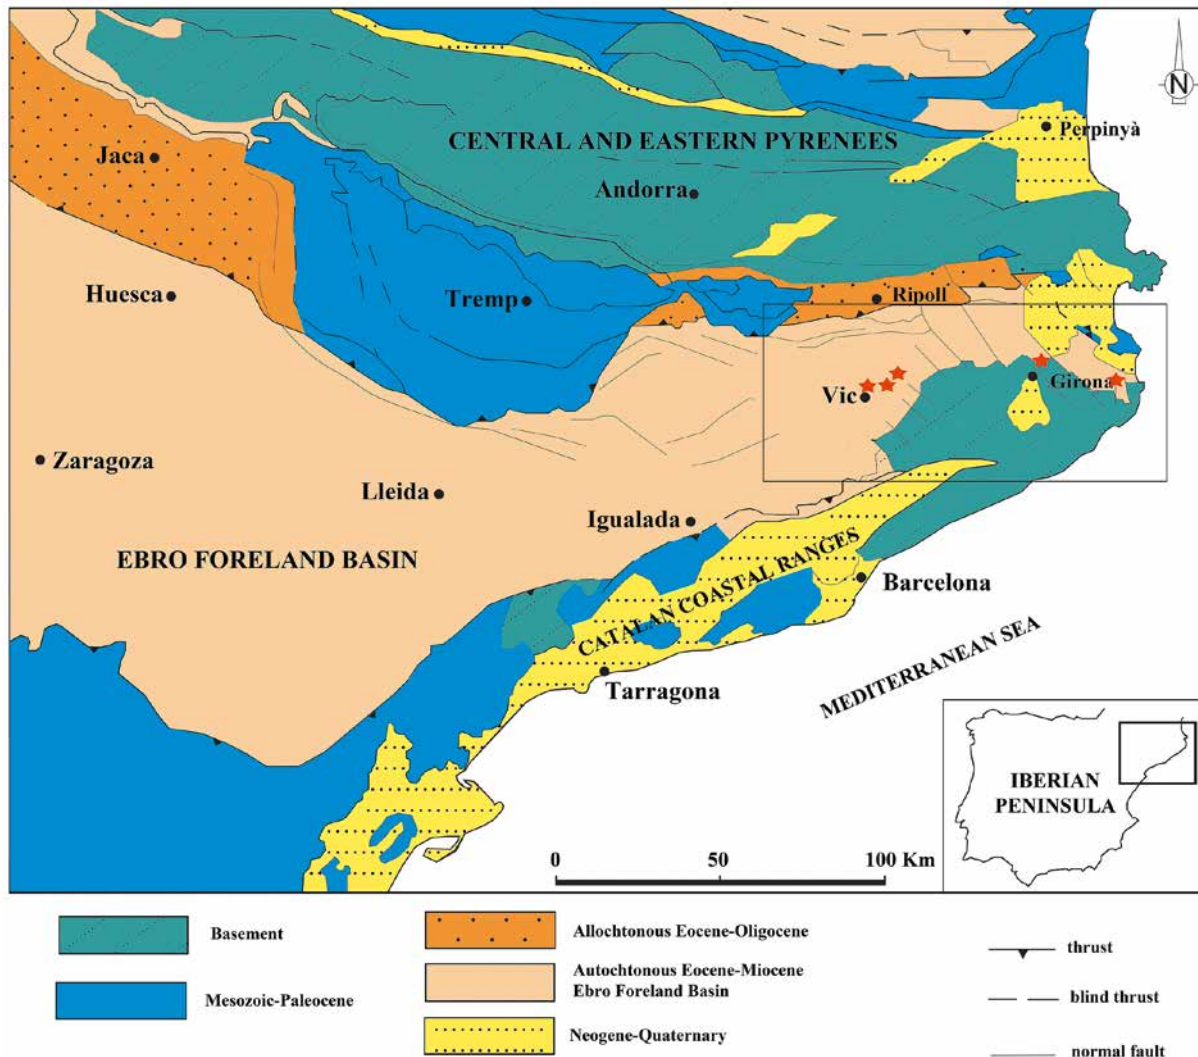 N
CENTRAL AND EASTERN PYRENEES
Perpinyà
Jaca
Andorra
Huesca
Tremp
Ripoll
Vic
Girona
Zaragoza
Lleida
Igualada
EBRO FORELAND BASIN
CATALAN COASTAL RANGES
Barcelona
MEDITERRANEAN SEA
Tarragona
IBERIAN
PENINSULA
0 50 100 Km
Basement
Mesozoic-Paleocene
Allochtonous Eocene-Oligocene
Autochtonous Eocene-Miocene
Ebro Foreland Basin
Neogene-Quaternary
thrust
blind thrust
normal fault